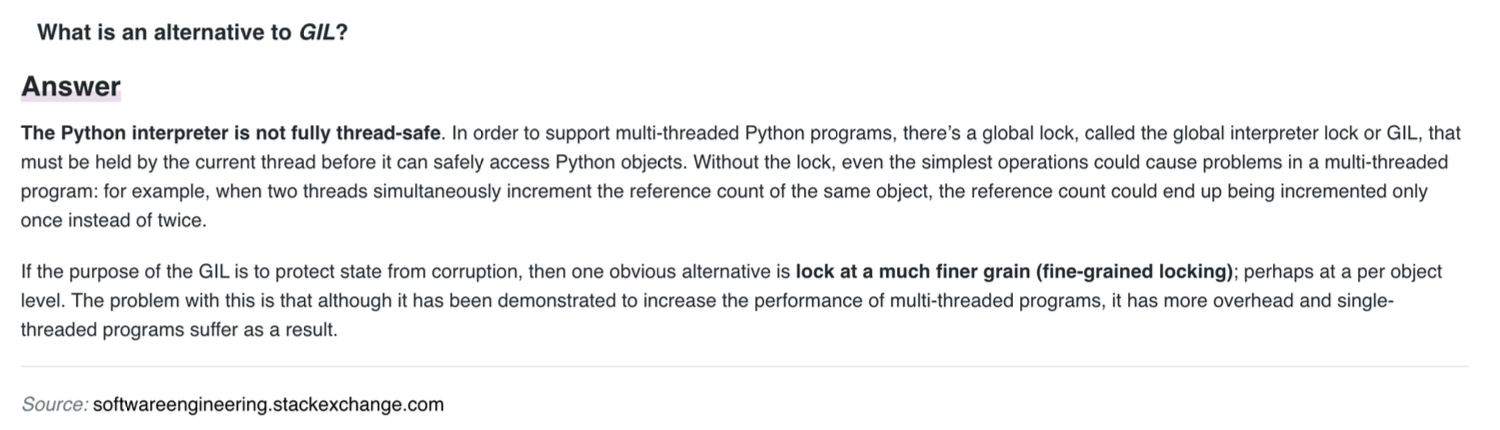 What is an alternative to GIL?
Answer
The Python interpreter is not fully thread-safe. In order to support multi-threaded Python programs, there’s a global lock, called the global interpreter lock or GIL, that
must be held by the current thread before it can safely access Python objects. Without the lock, even the simplest operations could cause problems in a multi-threaded
program: for example, when two threads simultaneously increment the reference count of the same object, the reference count could end up being incremented only
once instead of twice.
If the purpose of the GIL is to protect state from corruption, then one obvious alternative is lock at a much finer grain (fine-grained locking); perhaps at a per object
level. The problem with this is that although it has been demonstrated to increase the performance of multi-threaded programs, it has more overhead and single-
threaded programs suffer as a result.
Source: softwareengineering.stackexchange.com